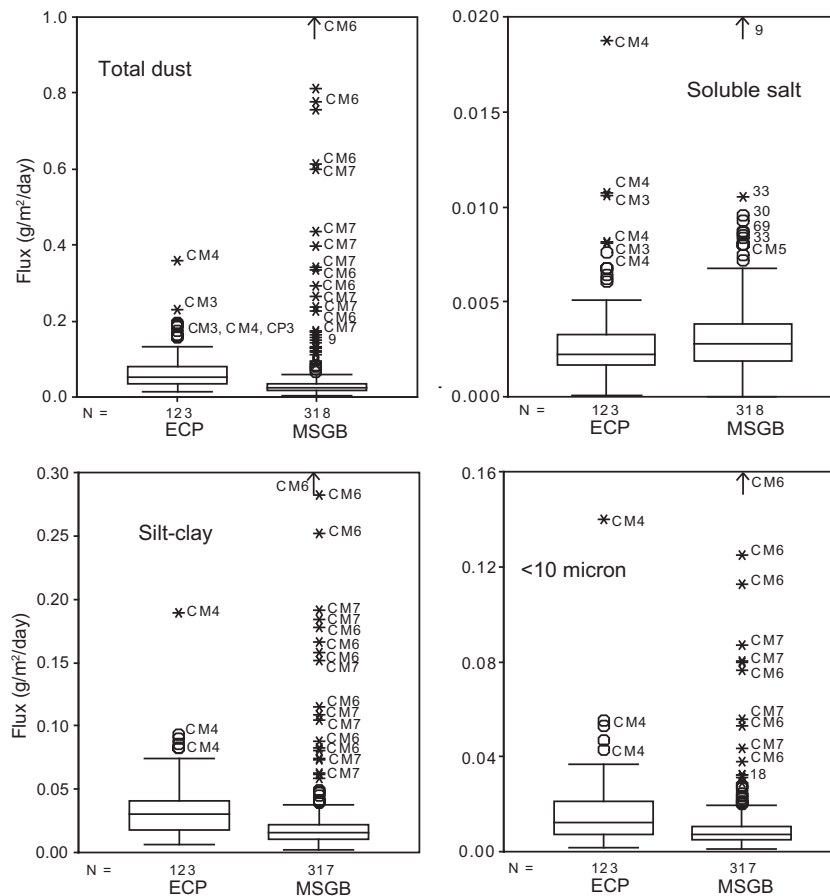 Total dust
Flux (g/m²/day)
1.0
0.8
0.6
0.4
0.2
0.0
CM4
CM3
CM3, CM4, CP3
CM6
CM6
CM6
CM7
CM7
CM7
CM7
CM6
CM7
CM6
CM7
9
N =
123
318
ECP
MSGB
Soluble salt
0.020
0.015
0.010
0.005
0.000
CM4
CM4
CM3
CM4
CM3
CM4
9
33
30
69
33
CM5
123
318
ECP
MSGB
Silt-clay
Flux (g/m²/day)
0.30
0.25
0.20
0.15
0.10
0.05
0.00
CM4
CM4
CM4
CM6
CM6
CM6
CM7
CM7
CM6
CM6
CM6
CM7
CM6
CM7
CM7
CM6
CM6
CM7
CM7
N =
123
317
ECP
MSGB
<10 micron
0.16
0.12
0.08
0.04
0.00
CM4
CM4
CM4
CM6
CM6
CM6
CM7
CM7
CM6
CM7
CM6
CM7
CM6
18
N =
123
317
ECP
MSGB